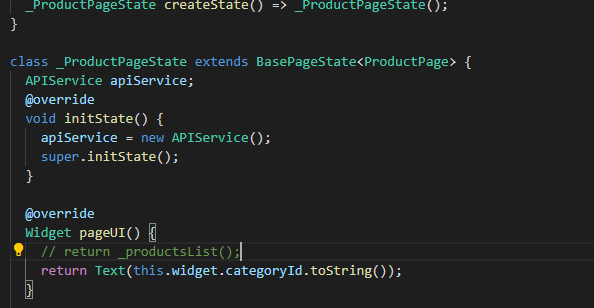 _ProductPageState createState() => _ProductPageState();
}
class _ProductPageState extends BasePageState<ProductPage> {
APIService apiService;
@override
void initState() {
apiService = new APIService();
super.initState();
}
@override
Widget pageUI() {
// return _productsList();
return Text(this.widget.categoryId.toString());
}